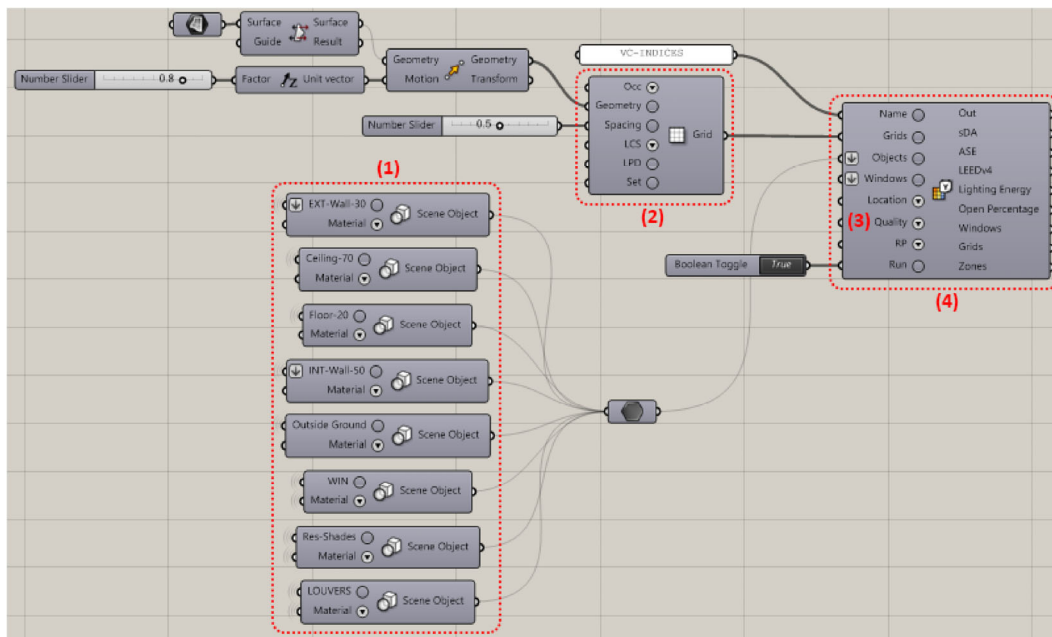 Surface Surface
Guide Result
Number Slider 0.8
Factor Unit vector
Geometry Geometry
Motion Transform
VC-INDICES
Number Slider 0.5
Occ
Geometry
Spacing
LCS
LPD
Set
Grid
(2)
Name
Grids
Objects
Windows
Location
Quality
RP
Run
(3)
Out
sDA
ASE
LEEDv4
Lighting Energy
Open Percentage
Windows
Grids
Zones
(4)
Boolean Toggle True
(1)
EXT-Wall-30
Material
Scene Object
Ceiling-70
Material
Scene Object
Floor-20
Material
Scene Object
INT-Wall-50
Material
Scene Object
Outside Ground
Material
Scene Object
WIN
Material
Scene Object
Res-Shades
Material
Scene Object
LOUVERS
Material
Scene Object